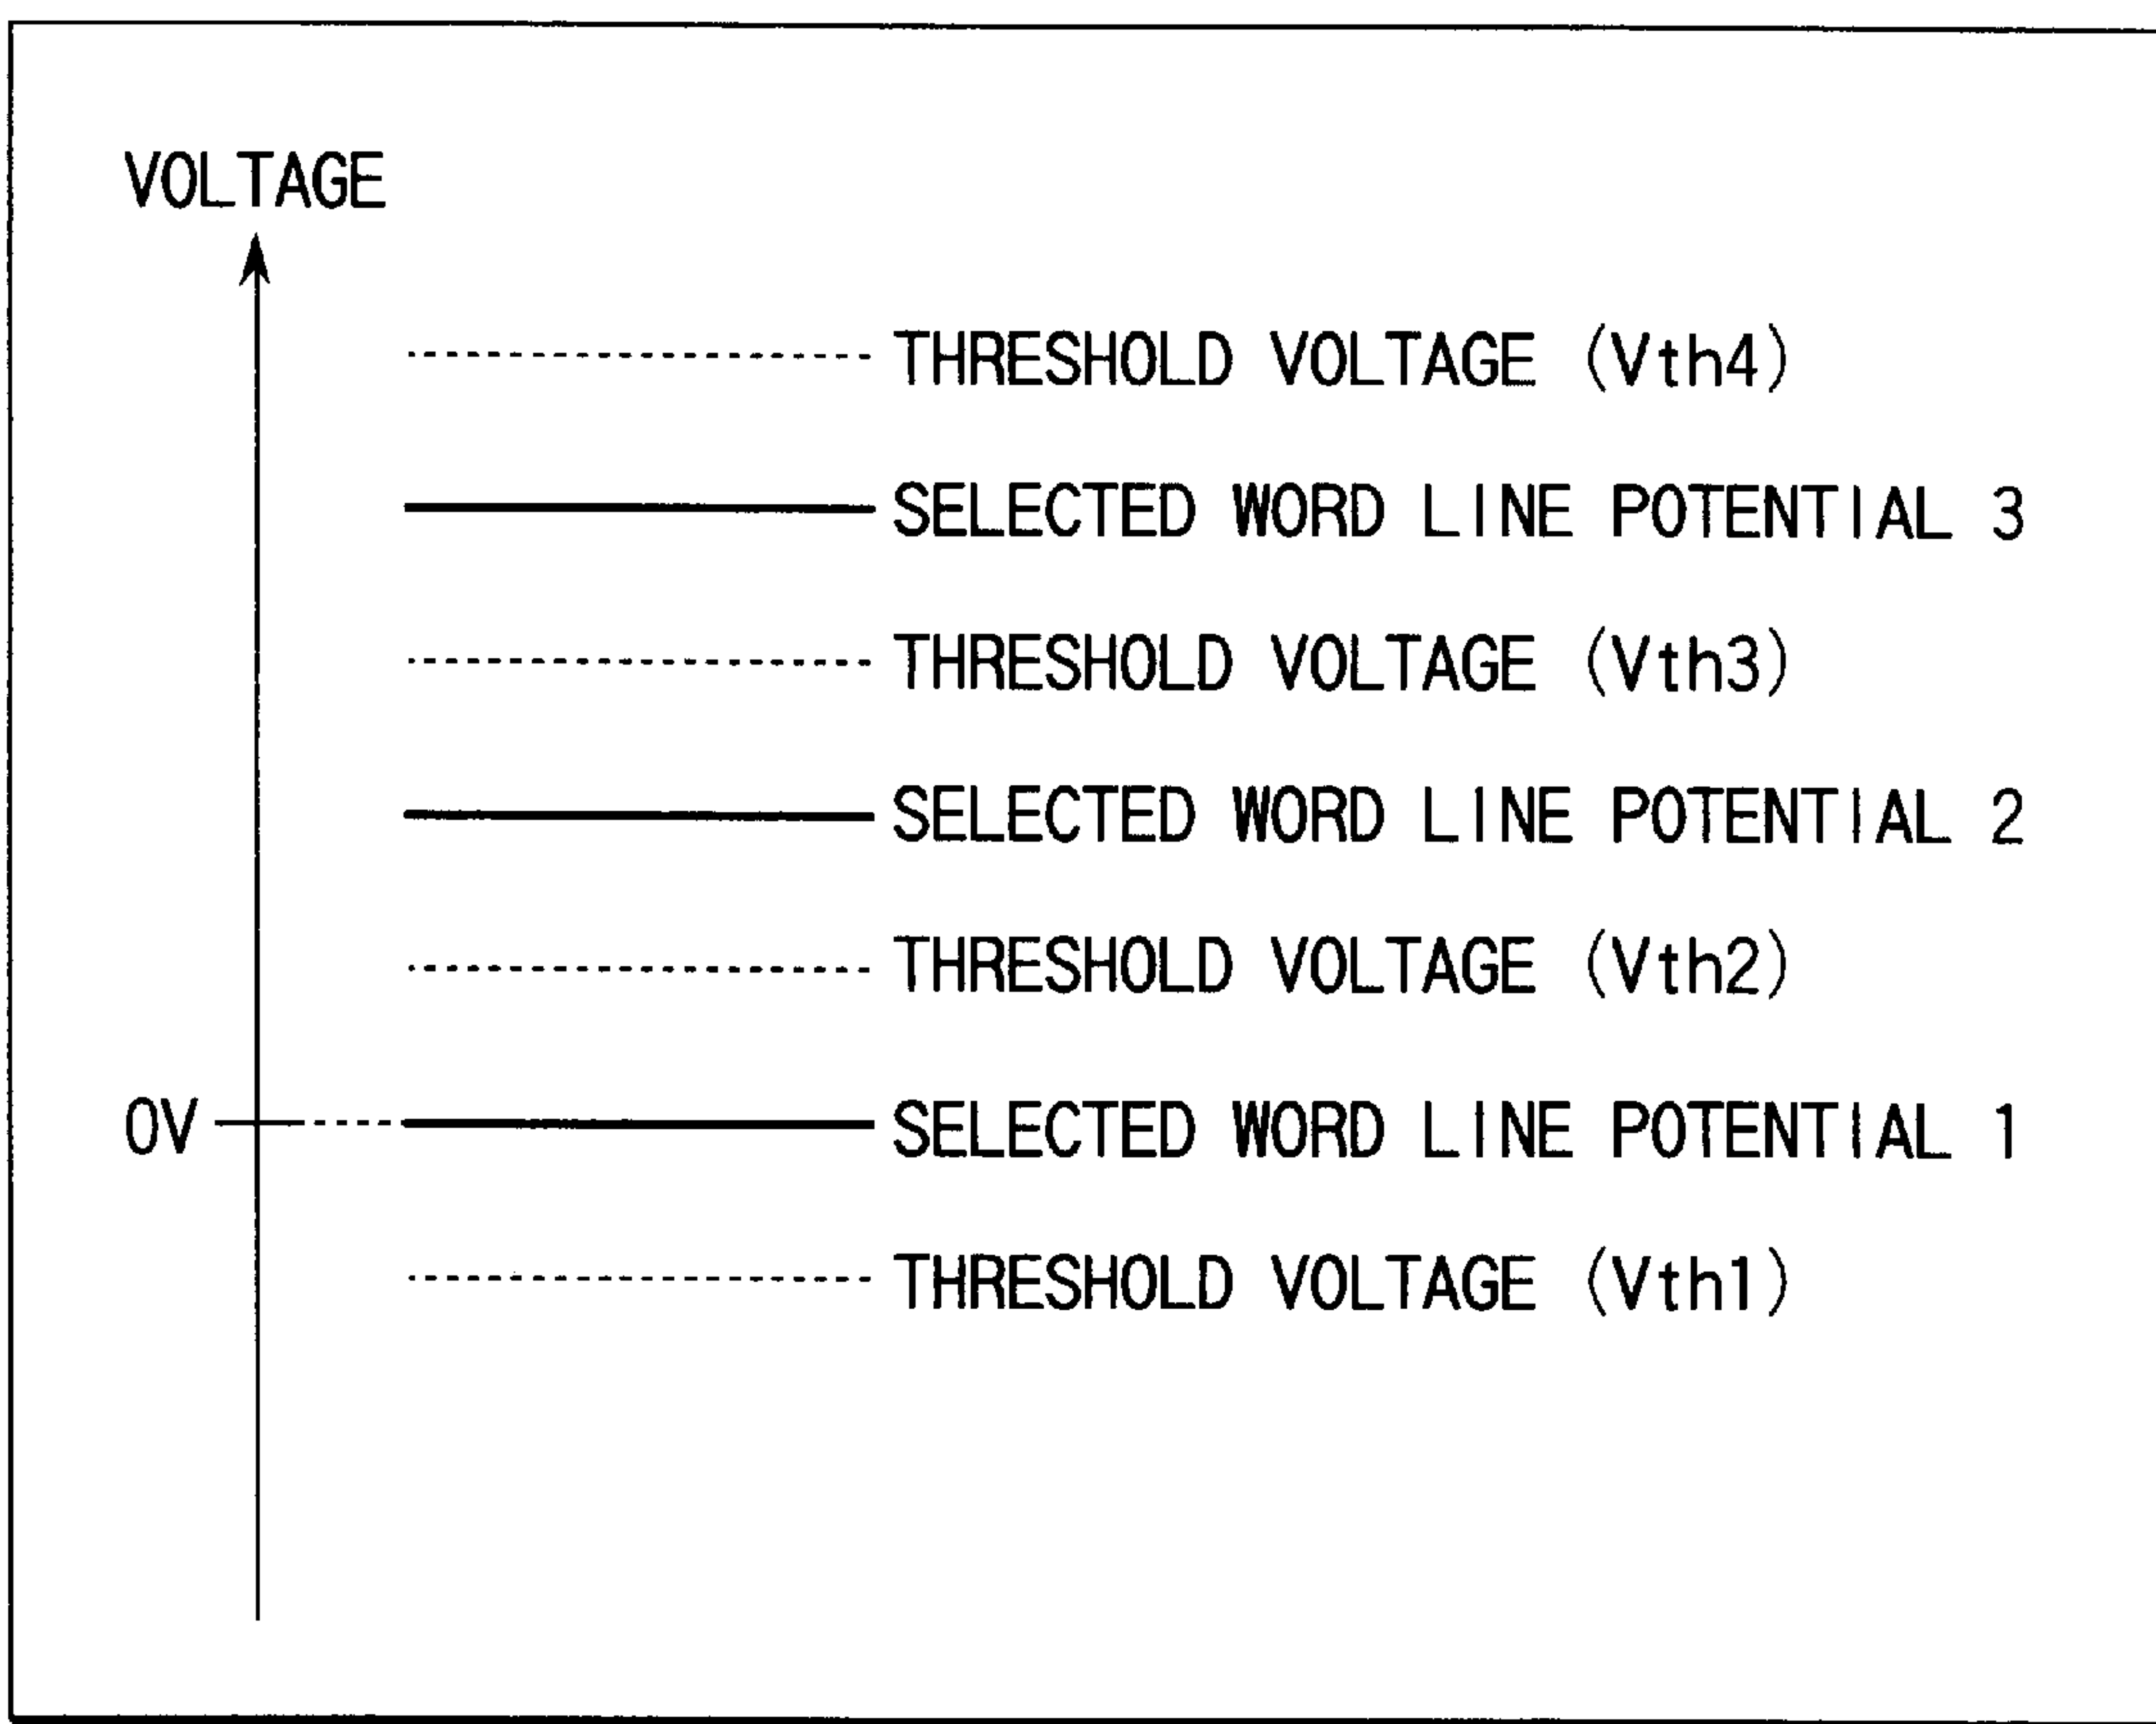 VOLTAGE
THRESHOLD VOLTAGE (Vth4)
SELECTED WORD LINE POTENTIAL 3
THRESHOLD VOLTAGE (Vth3)
SELECTED WORD LINE POTENTIAL 2
THRESHOLD VOLTAGE (Vth2)
0V SELECTED WORD LINE POTENTIAL 1
THRESHOLD VOLTAGE (Vth1)